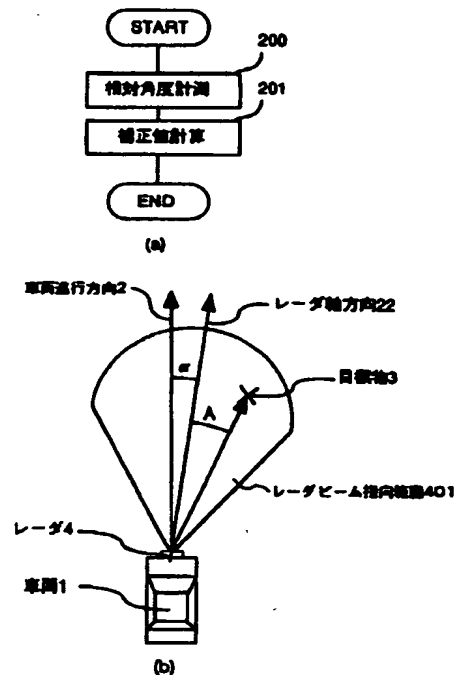 START
200
相対角度計測
201
補正値計算
END
(a)
車両進行方向2
レーダ軸方向22
α
目標物3
A
レーダビーム指向範囲401
レーダ4
車両1
(b)